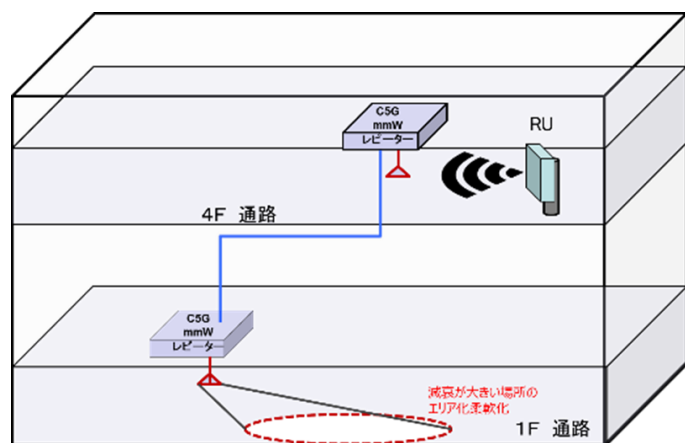 C5G
mmW
レピーター
RU
4F 通路
C5G
mmW
レピーター
減衰が大きい場所の
エリア化柔軟化
1F 通路